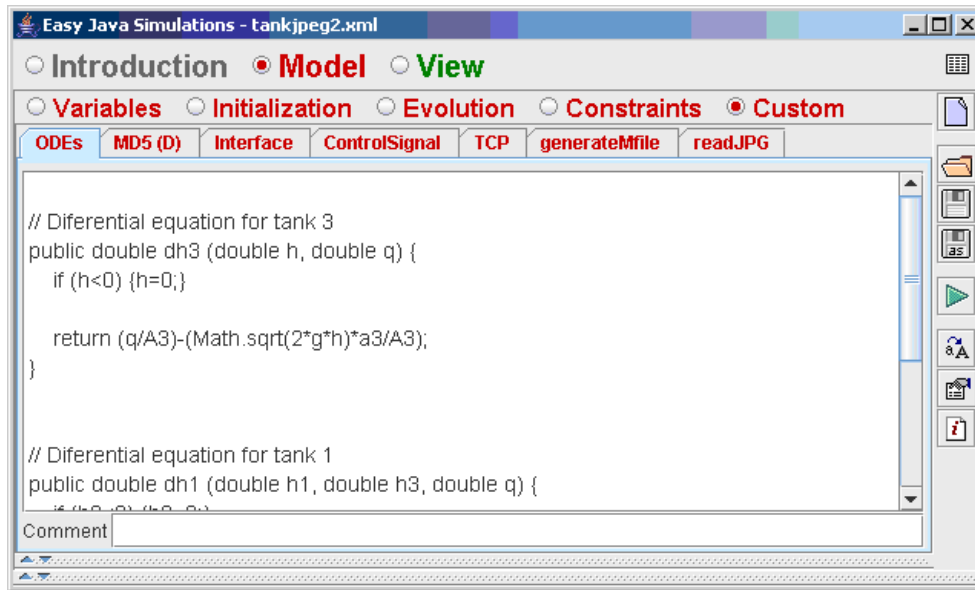 Easy Java Simulations - tankjpeg2.xml
Introduction Model View
Variables Initialization Evolution Constraints Custom
ODEs MD5 (D) Interface ControlSignal TCP generateMfile readJPG
// Diferential equation for tank 3
public double dh3 (double h, double q) {
if (h<0) {h=0;}
return (q/A3)-(Math.sqrt(2*g*h)*a3/A3);
}
// Diferential equation for tank 1
public double dh1 (double h1, double h3, double q) {
Comment
as
aA
i